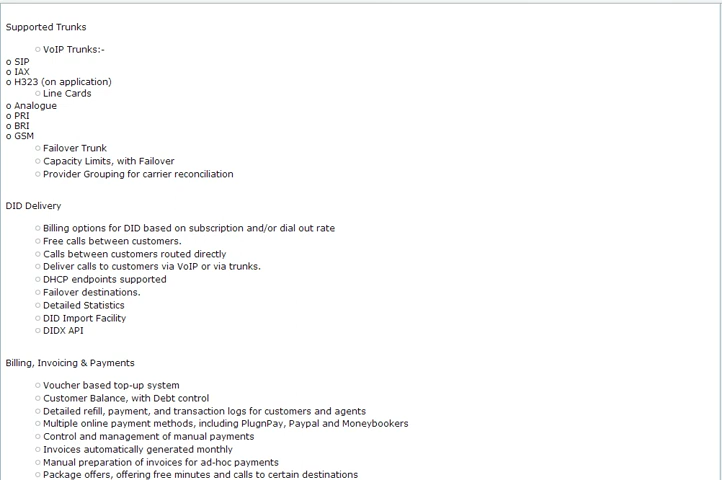 Supported Trunks
○ VoIP Trunks:-
o SIP
o IAX
o H323 (on application)
○ Line Cards
o Analogue
o PRI
o BRI
o GSM
○ Failover Trunk
○ Capacity Limits, with Failover
○ Provider Grouping for carrier reconciliation
DID Delivery
○ Billing options for DID based on subscription and/or dial out rate
○ Free calls between customers.
○ Calls between customers routed directly
○ Deliver calls to customers via VoIP or via trunks.
○ DHCP endpoints supported
○ Failover destinations.
○ Detailed Statistics
○ DID Import Facility
○ DIDX API
Billing, Invoicing & Payments
○ Voucher based top-up system
○ Customer Balance, with Debt control
○ Detailed refill, payment, and transaction logs for customers and agents
○ Multiple online payment methods, including PlugnPay, Paypal and Moneybookers
○ Control and management of manual payments
○ Invoices automatically generated monthly
○ Manual preparation of invoices for ad-hoc payments
○ Package offers, offering free minutes and calls to certain destinations